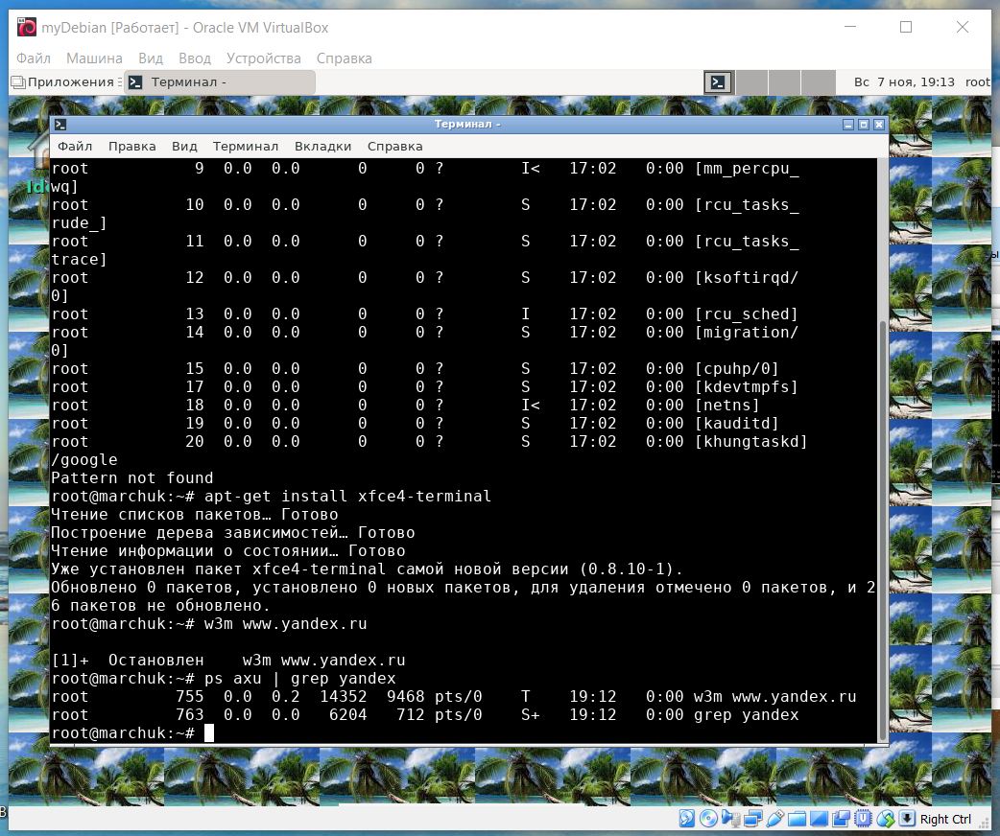 myDebian [Работает] - Oracle VM VirtualBox
Файл Машина Вид Ввод Устройства Справка
Приложения Терминал - Вс 7 ноя, 19:13 root
Терминал -
Файл Правка Вид Терминал Вкладки Справка
root 9 0.0 0.0 0 0 ? I< 17:02 0:00 [mm_percpu_
wq]
root 10 0.0 0.0 0 0 ? S 17:02 0:00 [rcu_tasks_
rude_]
root 11 0.0 0.0 0 0 ? S 17:02 0:00 [rcu_tasks_
trace]
root 12 0.0 0.0 0 0 ? S 17:02 0:00 [ksoftirqd/
0]
root 13 0.0 0.0 0 0 ? I 17:02 0:00 [rcu_sched]
root 14 0.0 0.0 0 0 ? S 17:02 0:00 [migration/
0]
root 15 0.0 0.0 0 0 ? S 17:02 0:00 [cpuhp/0]
root 17 0.0 0.0 0 0 ? S 17:02 0:00 [kdevtmpfs]
root 18 0.0 0.0 0 0 ? I< 17:02 0:00 [netns]
root 19 0.0 0.0 0 0 ? S 17:02 0:00 [kauditd]
root 20 0.0 0.0 0 0 ? S 17:02 0:00 [khungtaskd]
/google
Pattern not found
root@marchuk:~# apt-get install xfce4-terminal
Чтение списков пакетов… Готово
Построение дерева зависимостей… Готово
Чтение информации о состоянии… Готово
Уже установлен пакет xfce4-terminal самой новой версии (0.8.10-1).
Обновлено 0 пакетов, установлено 0 новых пакетов, для удаления отмечено 0 пакетов, и 2
6 пакетов не обновлено.
root@marchuk:~# w3m www.yandex.ru
[1]+ Остановлен w3m www.yandex.ru
root@marchuk:~# ps axu | grep yandex
root 755 0.0 0.2 14352 9468 pts/0 T 19:12 0:00 w3m www.yandex.ru
root 763 0.0 0.0 6204 712 pts/0 S+ 19:12 0:00 grep yandex
root@marchuk:~#
Right Ctrl